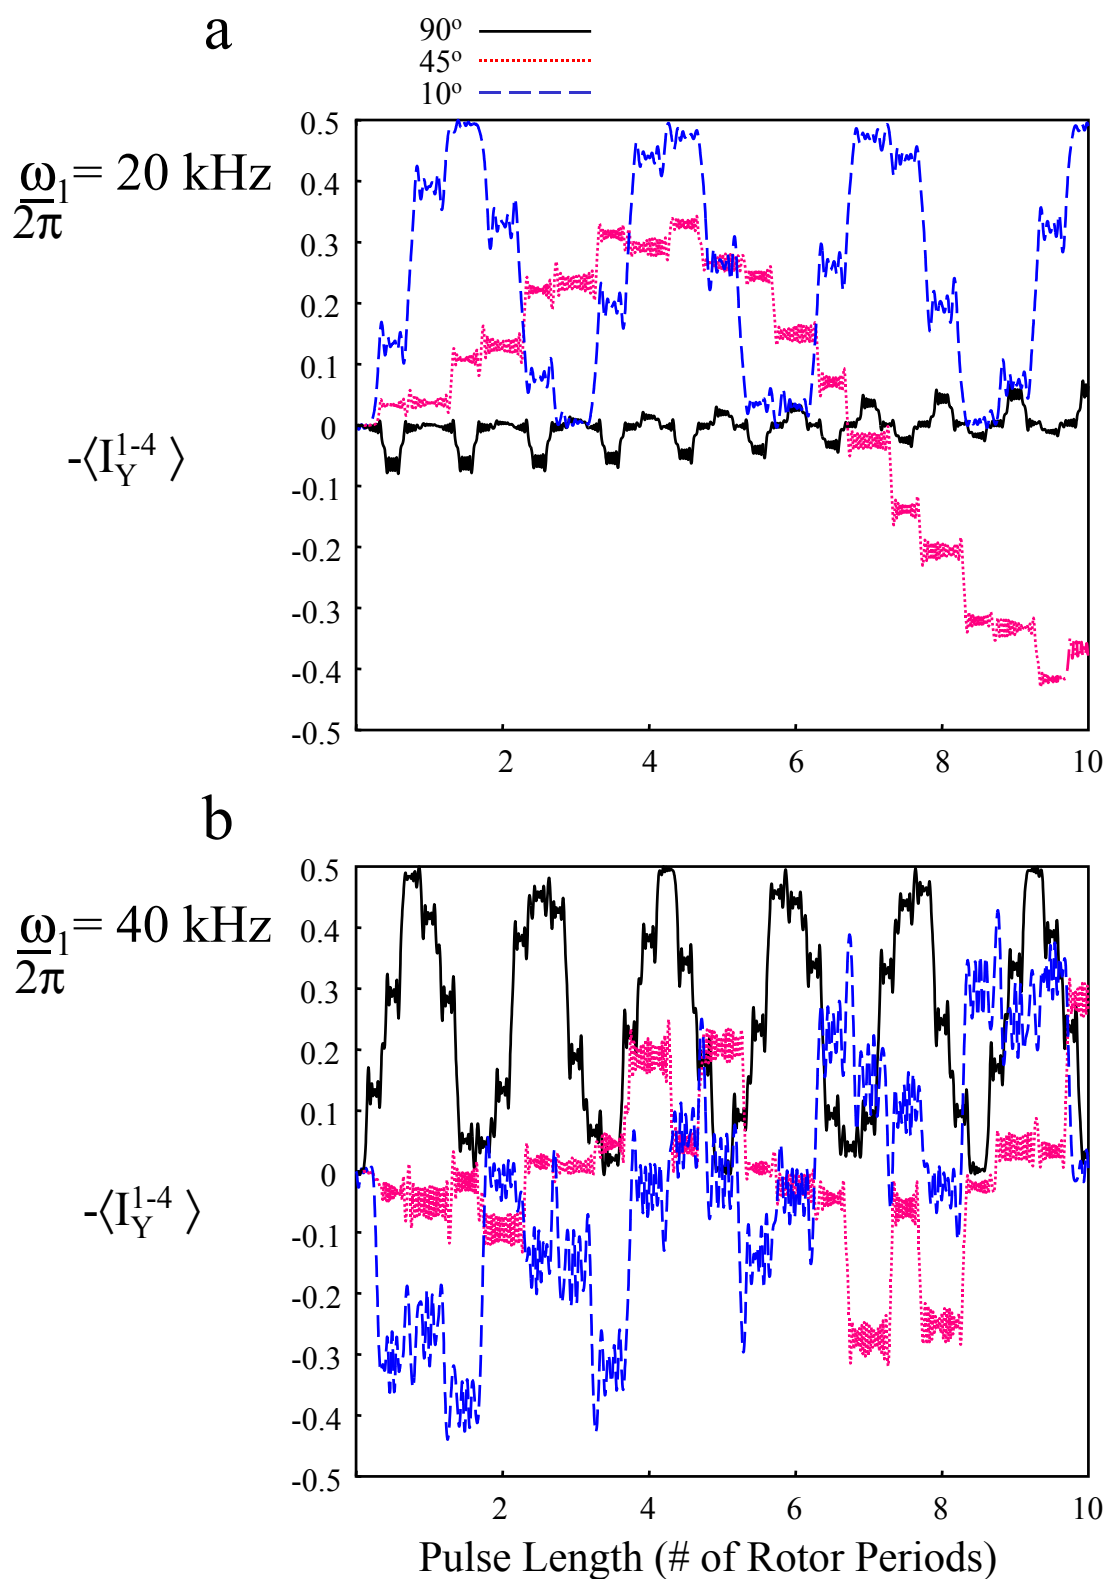 a
90º
45º
10º
ω₁/2π = 20 kHz
0.5
0.4
0.3
0.2
0.1
0
-0.1
-0.2
-0.3
-0.4
-0.5
-⟨I_Y^{1-4}⟩
2 4 6 8 10
b
ω₁/2π = 40 kHz
0.5
0.4
0.3
0.2
0.1
0
-0.1
-0.2
-0.3
-0.4
-0.5
-⟨I_Y^{1-4}⟩
2 4 6 8 10
Pulse Length (# of Rotor Periods)